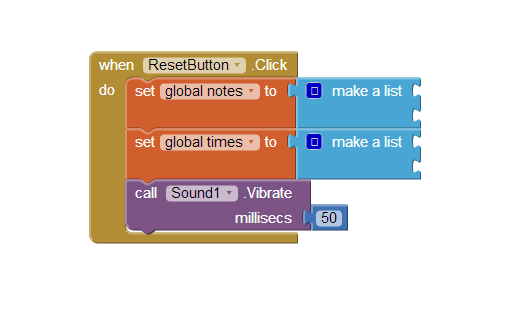 when ResetButton .Click
do set global notes to make a list
set global times to make a list
call Sound1 .Vibrate
millisecs 50